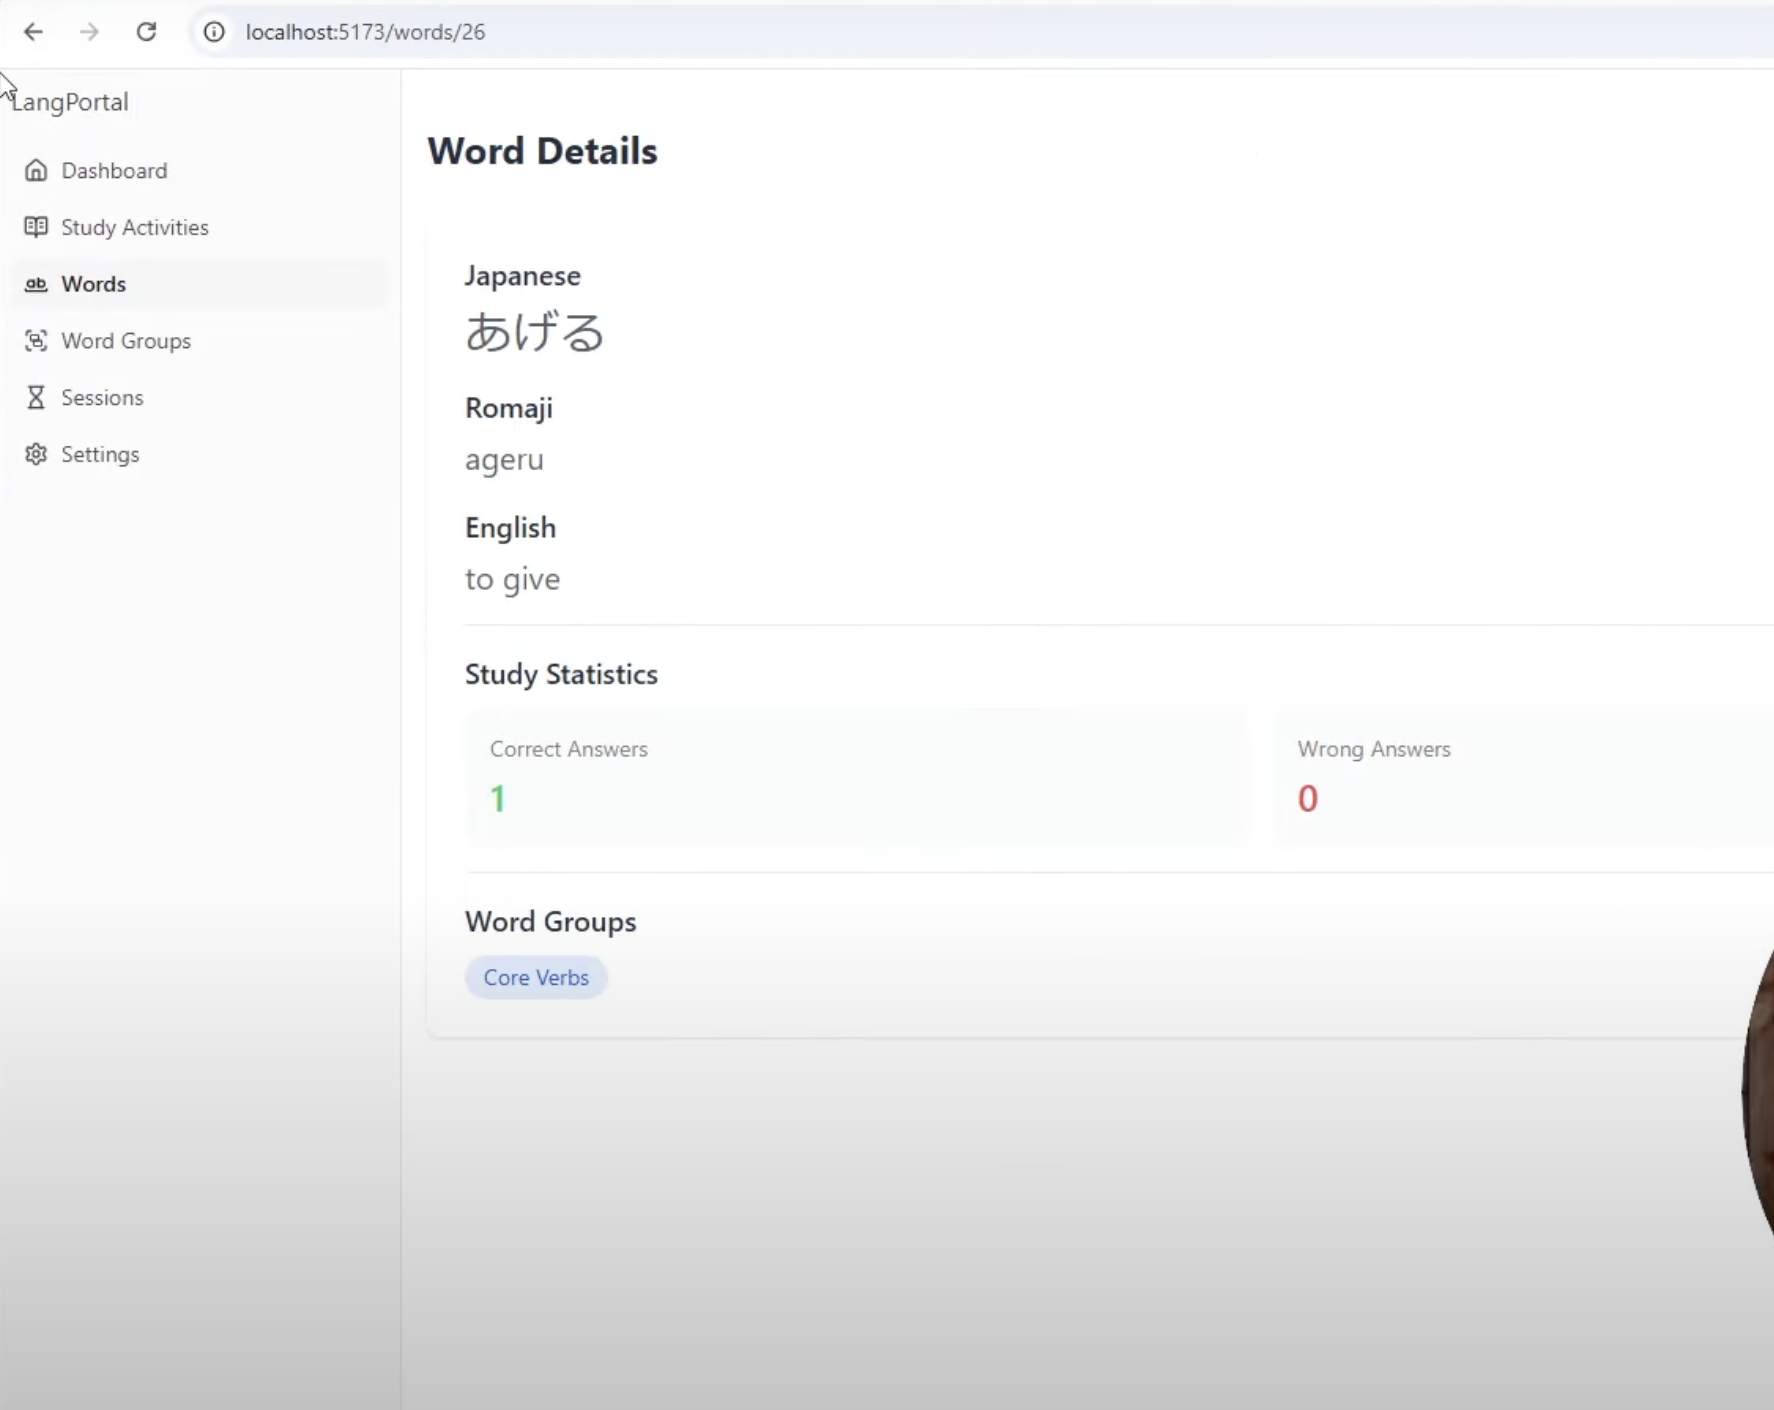 localhost:5173/words/26
LangPortal
Dashboard
Study Activities
Words
Word Groups
Sessions
Settings
Word Details
Japanese
あげる
Romaji
ageru
English
to give
Study Statistics
Correct Answers
1
Wrong Answers
0
Word Groups
Core Verbs